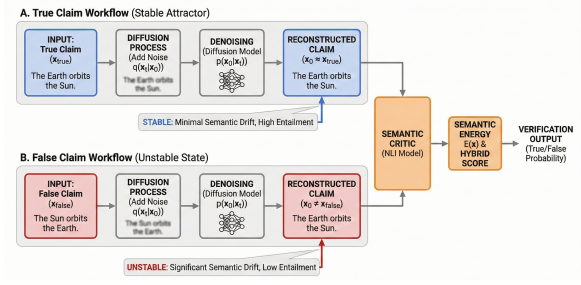 A. True Claim Workflow (Stable Attractor)
INPUT:
True Claim
(x_true)
The Earth orbits
the Sun.
DIFFUSION
PROCESS
(Add Noise
q(x_t|x_0))
The Earth orbits
the Sun.
DENOISING
(Diffusion Model
p(x_0|x_t))
RECONSTRUCTED
CLAIM
(x_0 ≈ x_true)
The Earth orbits
the Sun.
STABLE: Minimal Semantic Drift, High Entailment
B. False Claim Workflow (Unstable State)
INPUT:
False Claim
(x_false)
The Sun orbits
the Earth.
DIFFUSION
PROCESS
(Add Noise
q(x_t|x_0))
The Sun orbits
the Earth.
DENOISING
(Diffusion Model
p(x_0|x_t))
RECONSTRUCTED
CLAIM
(x_0 ≠ x_false)
The Earth orbits
the Sun.
UNSTABLE: Significant Semantic Drift, Low Entailment
SEMANTIC
CRITIC
(NLI Model)
SEMANTIC
ENERGY
E(x) &
HYBRID
SCORE
VERIFICATION
OUTPUT
(True/False
Probability)